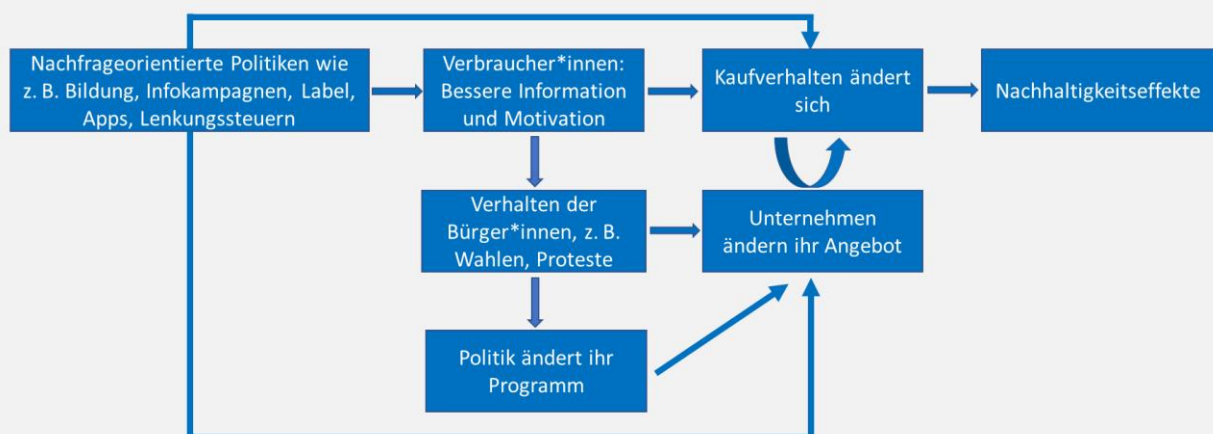 Nachfrageorientierte Politiken wie
z. B. Bildung, Infokampagnen, Label,
Apps, Lenkungssteuern
Verbraucher*innen:
Bessere Information
und Motivation
Kaufverhalten ändert
sich
Nachhaltigkeitseffekte
Verhalten der
Bürger*innen, z. B.
Wahlen, Proteste
Unternehmen
ändern ihr Angebot
Politik ändert ihr
Programm